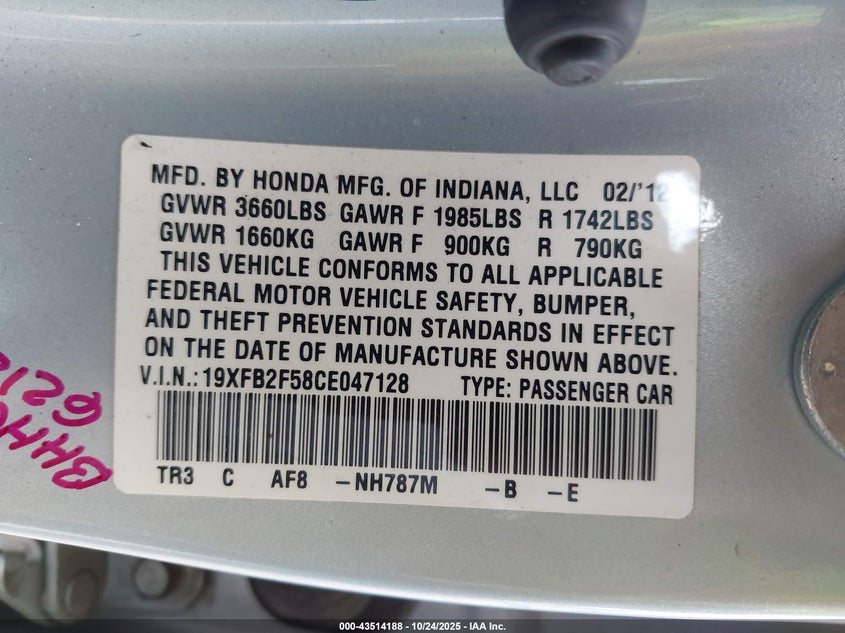 MFD. BY HONDA MFG. OF INDIANA, LLC 02/'12
GVWR 3660LBS GAWR F 1985LBS R 1742LBS
GVWR 1660KG GAWR F 900KG R 790KG
THIS VEHICLE CONFORMS TO ALL APPLICABLE
FEDERAL MOTOR VEHICLE SAFETY, BUMPER,
AND THEFT PREVENTION STANDARDS IN EFFECT
ON THE DATE OF MANUFACTURE SHOWN ABOVE.
V.I.N.: 19XFB2F58CE047128 TYPE: PASSENGER CAR
TR3 C AF8 –NH787M –B –E
000-43514188 - 10/24/2025 - IAA Inc.